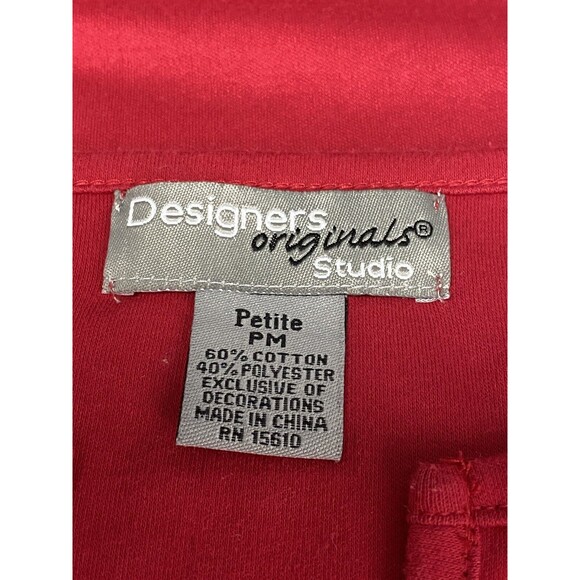 Designers
originals®
Studio
Petite
PM
60% COTTON
40% POLYESTER
EXCLUSIVE OF
DECORATIONS
MADE IN CHINA
RN 15610